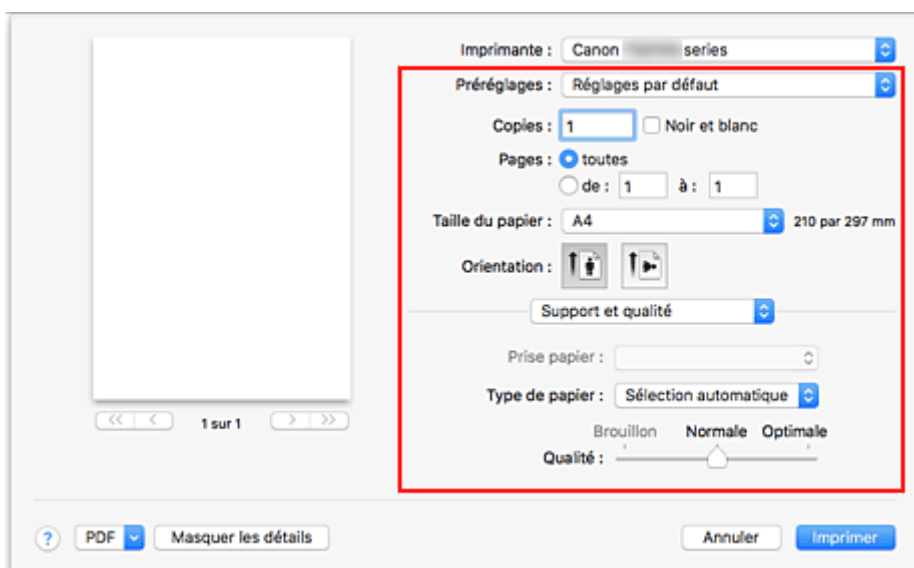 Imprimante : Canon series
Préréglages : Réglages par défaut
Copies : 1 Noir et blanc
Pages : toutes
de : 1 à : 1
Taille du papier : A4 210 par 297 mm
Orientation :
Support et qualité
Prise papier :
Type de papier : Sélection automatique
Brouillon Normale Optimale
Qualité :
<< < 1 sur 1 > >>
? PDF Masquer les détails Annuler Imprimer